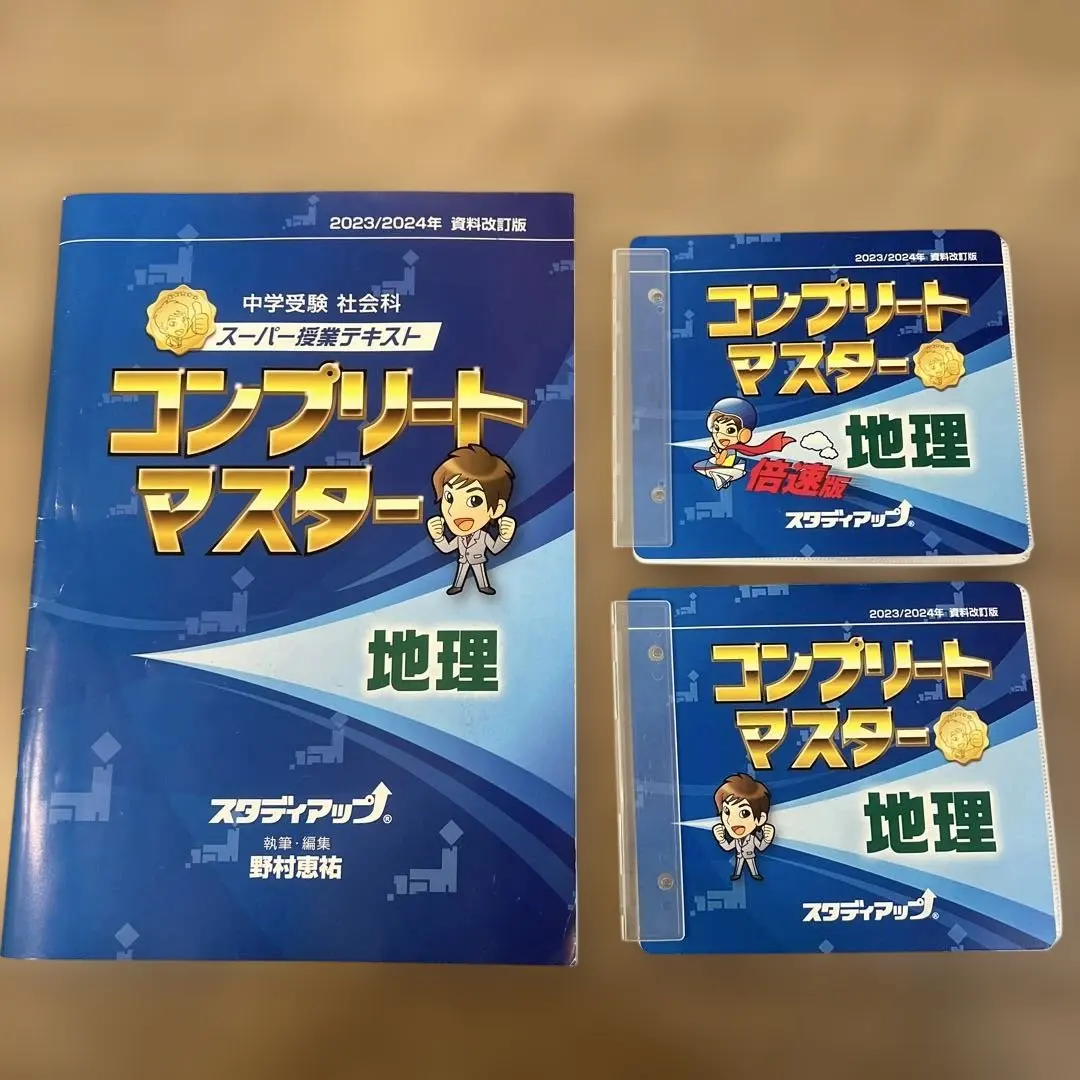 2023/2024年 資料改訂版
中学受験 社会科
スーパー授業テキスト
コンプリート
マスター
地理
スタディアップ®
執筆・編集
野村恵祐
2023/2024年 資料改訂版
コンプリート
マスター
地理
倍速版
スタディアップ®
2023/2024年 資料改訂版
コンプリート
マスター
地理
スタディアップ®